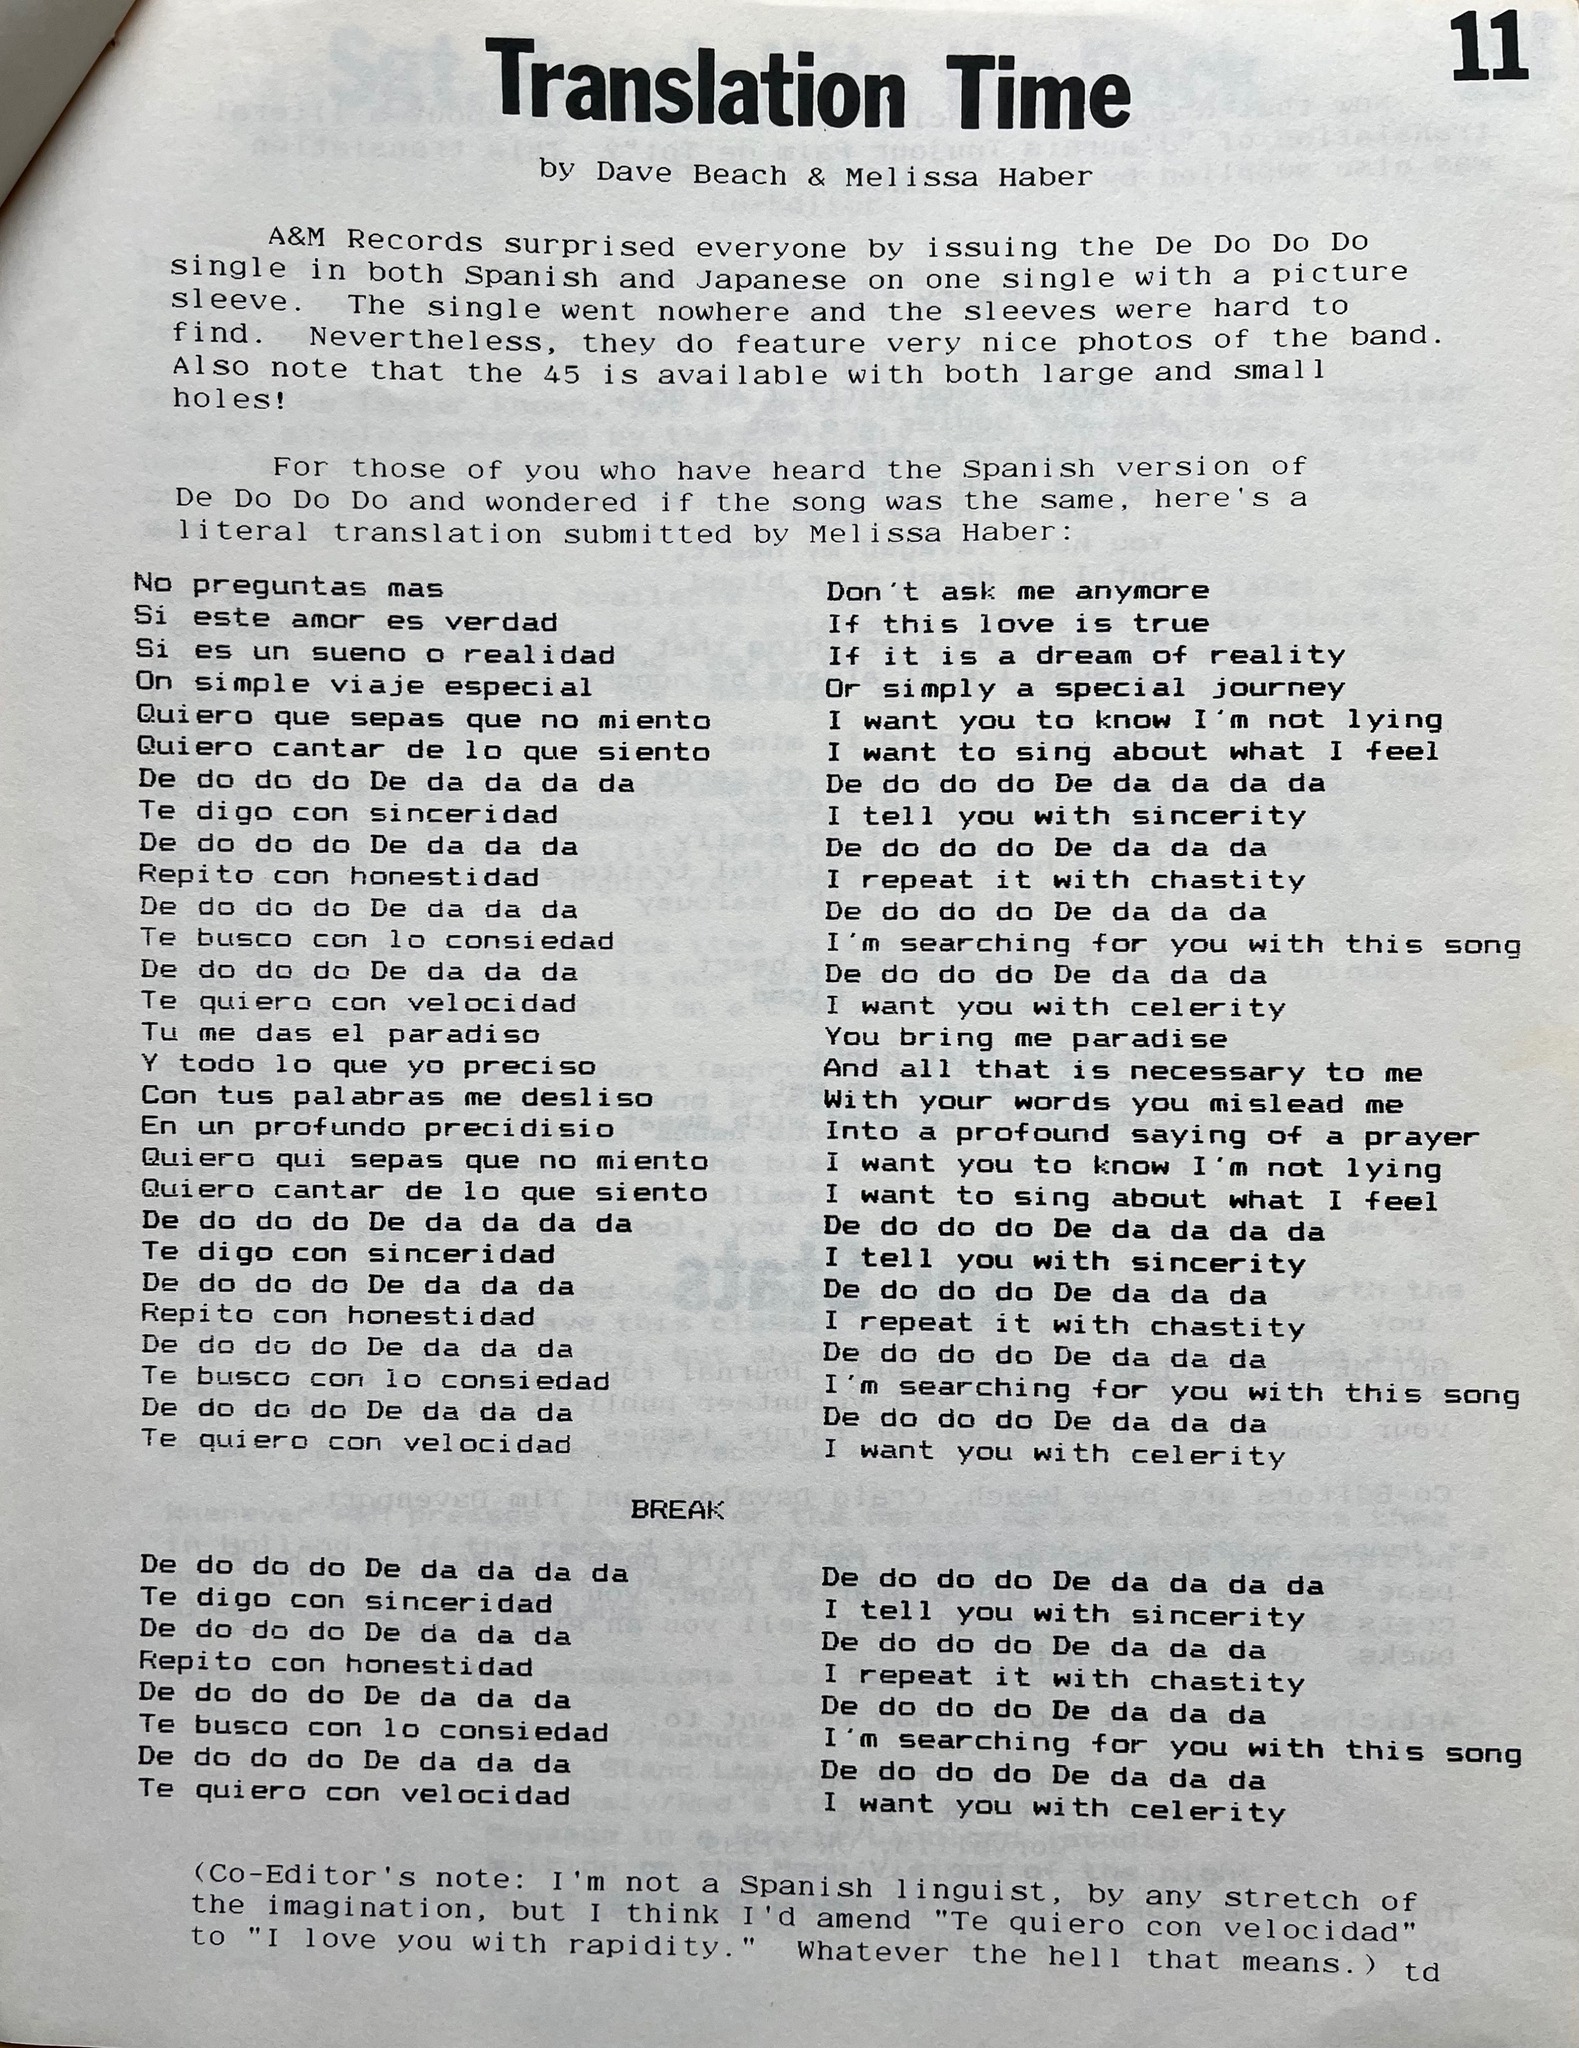 11
Translation Time
by Dave Beach & Melissa Haber
A&M Records surprised everyone by issuing the De Do Do Do
single in both Spanish and Japanese on one single with a picture
sleeve. The single went nowhere and the sleeves were hard to
find. Nevertheless, they do feature very nice photos of the band.
Also note that the 45 is available with both large and small
holes!
For those of you who have heard the Spanish version of
De Do Do Do and wondered if the song was the same, here's a
literal translation submitted by Melissa Haber:
No preguntas mas
Si este amor es verdad
Si es un sueno o realidad
On simple viaje especial
Quiero que sepas que no miento
Quiero cantar de lo que siento
De do do do De da da da da
Te digo con sinceridad
De do do do De da da da
Repito con honestidad
De do do do De da da da
Te busco con lo consiedad
De do do do De da da da
Te quiero con velocidad
Tu me das el paradiso
Y todo lo que yo preciso
Con tus palabras me desliso
En un profundo precidisio
Quiero qui sepas que no miento
Quiero cantar de lo que siento
De do do do De da da da da
Te digo con sinceridad
De do do do De da da da
Repito con honestidad
De do do do De da da da
Te busco con lo consiedad
De do do do De da da da
Te quiero con velocidad
Don't ask me anymore
If this love is true
If it is a dream of reality
Or simply a special journey
I want you to know I'm not lying
I want to sing about what I feel
De do do do De da da da da
I tell you with sincerity
De do do do De da da da
I repeat it with chastity
De do do do De da da da
I'm searching for you with this song
De do do do De da da da
I want you with celerity
You bring me paradise
And all that is necessary to me
With your words you mislead me
Into a profound saying of a prayer
I want you to know I'm not lying
I want to sing about what I feel
De do do do De da da da da
I tell you with sincerity
De do do do De da da da
I repeat it with chastity
De do do do De da da da
I'm searching for you with this song
De do do do De da da da
I want you with celerity
BREAK
De do do do De da da da da
Te digo con sinceridad
De do do do De da da da
Repito con honestidad
De do do do De da da da
Te busco con lo consiedad
De do do do De da da da
Te quiero con velocidad
De do do do De da da da da
I tell you with sincerity
De do do do De da da da
I repeat it with chastity
De do do do De da da da
I'm searching for you with this song
De do do do De da da da
I want you with celerity
(Co-Editor's note: I'm not a Spanish linguist, by any stretch of
the imagination, but I think I'd amend "Te quiero con velocidad"
to "I love you with rapidity." Whatever the hell that means.) td